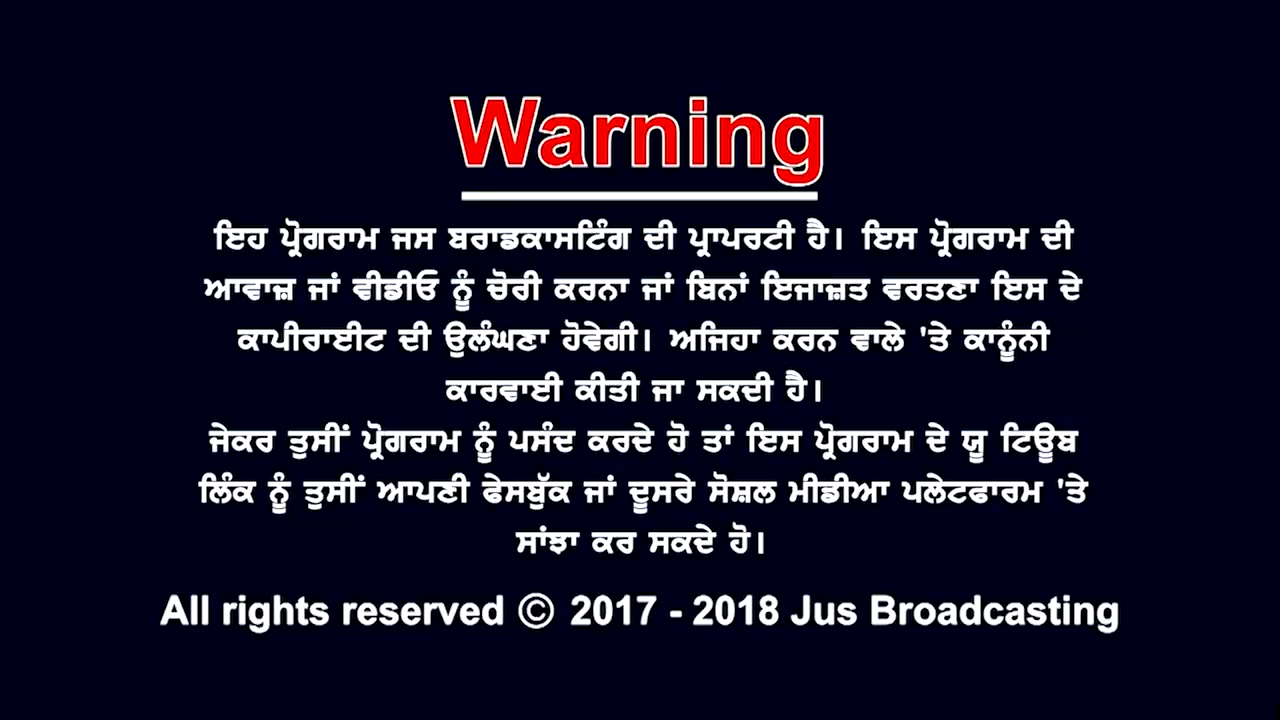 Warning
ਇਹ ਪ੍ਰੋਗਰਾਮ ਜਸ ਬਰਾਡਕਾਸਟਿੰਗ ਦੀ ਪ੍ਰਾਪਰਟੀ ਹੈ। ਇਸ ਪ੍ਰੋਗਰਾਮ ਦੀ
ਆਵਾਜ਼ ਜਾਂ ਵੀਡੀਓ ਨੂੰ ਚੋਰੀ ਕਰਨਾ ਜਾਂ ਬਿਨਾਂ ਇਜਾਜ਼ਤ ਵਰਤਣਾ ਇਸ ਦੇ
ਕਾਪੀਰਾਈਟ ਦੀ ਉਲੰਘਣਾ ਹੋਵੇਗੀ। ਅਜਿਹਾ ਕਰਨ ਵਾਲੇ 'ਤੇ ਕਾਨੂੰਨੀ
ਕਾਰਵਾਈ ਕੀਤੀ ਜਾ ਸਕਦੀ ਹੈ।
ਜੇਕਰ ਤੁਸੀਂ ਪ੍ਰੋਗਰਾਮ ਨੂੰ ਪਸੰਦ ਕਰਦੇ ਹੋ ਤਾਂ ਇਸ ਪ੍ਰੋਗਰਾਮ ਦੇ ਯੂ ਟਿਊਬ
ਲਿੰਕ ਨੂੰ ਤੁਸੀਂ ਆਪਣੀ ਫੇਸਬੁੱਕ ਜਾਂ ਦੂਸਰੇ ਸੋਸ਼ਲ ਮੀਡੀਆ ਪਲੇਟਫਾਰਮ 'ਤੇ
ਸਾਂਝਾ ਕਰ ਸਕਦੇ ਹੋ।
All rights reserved © 2017 - 2018 Jus Broadcasting